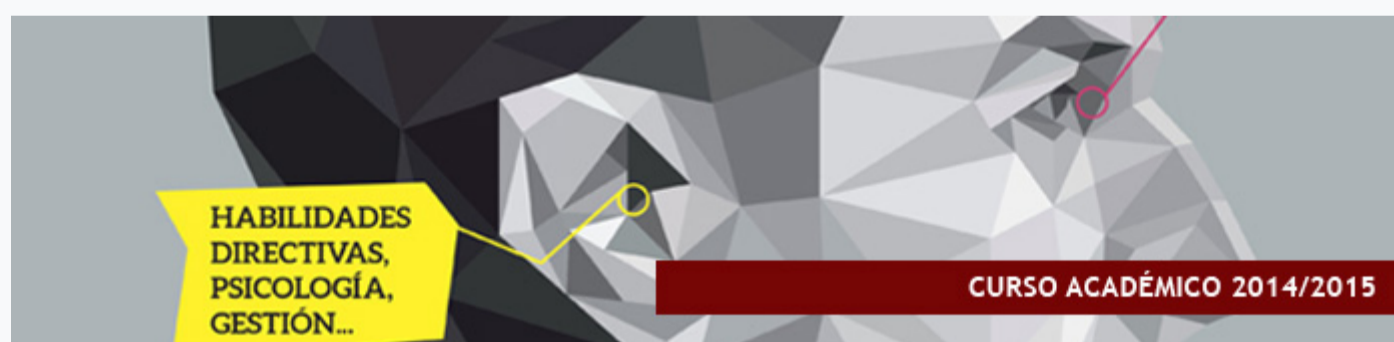 HABILIDADES
DIRECTIVAS,
PSICOLOGÍA,
GESTIÓN...
CURSO ACADÉMICO 2014/2015